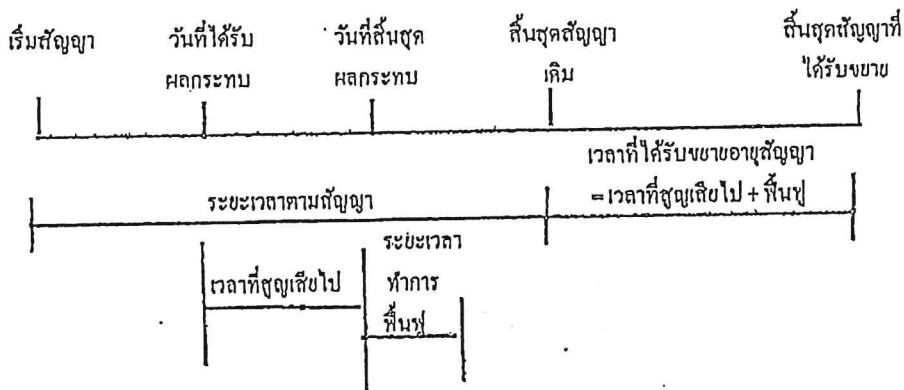 เริ่มสัญญา
วันที่ได้รับ
ผลกระทบ
วันที่สิ้นสุด
ผลกระทบ
สิ้นสุดสัญญา
เดิม
สิ้นสุดสัญญาที่
ได้รับขยาย
เวลาที่ได้รับขยายอายุสัญญา
=เวลาที่สูญเสียไป + ฟื้นฟู
ระยะเวลาตามสัญญา
เวลาที่สูญเสียไป
ระยะเวลา
ทำการ
ฟื้นฟู